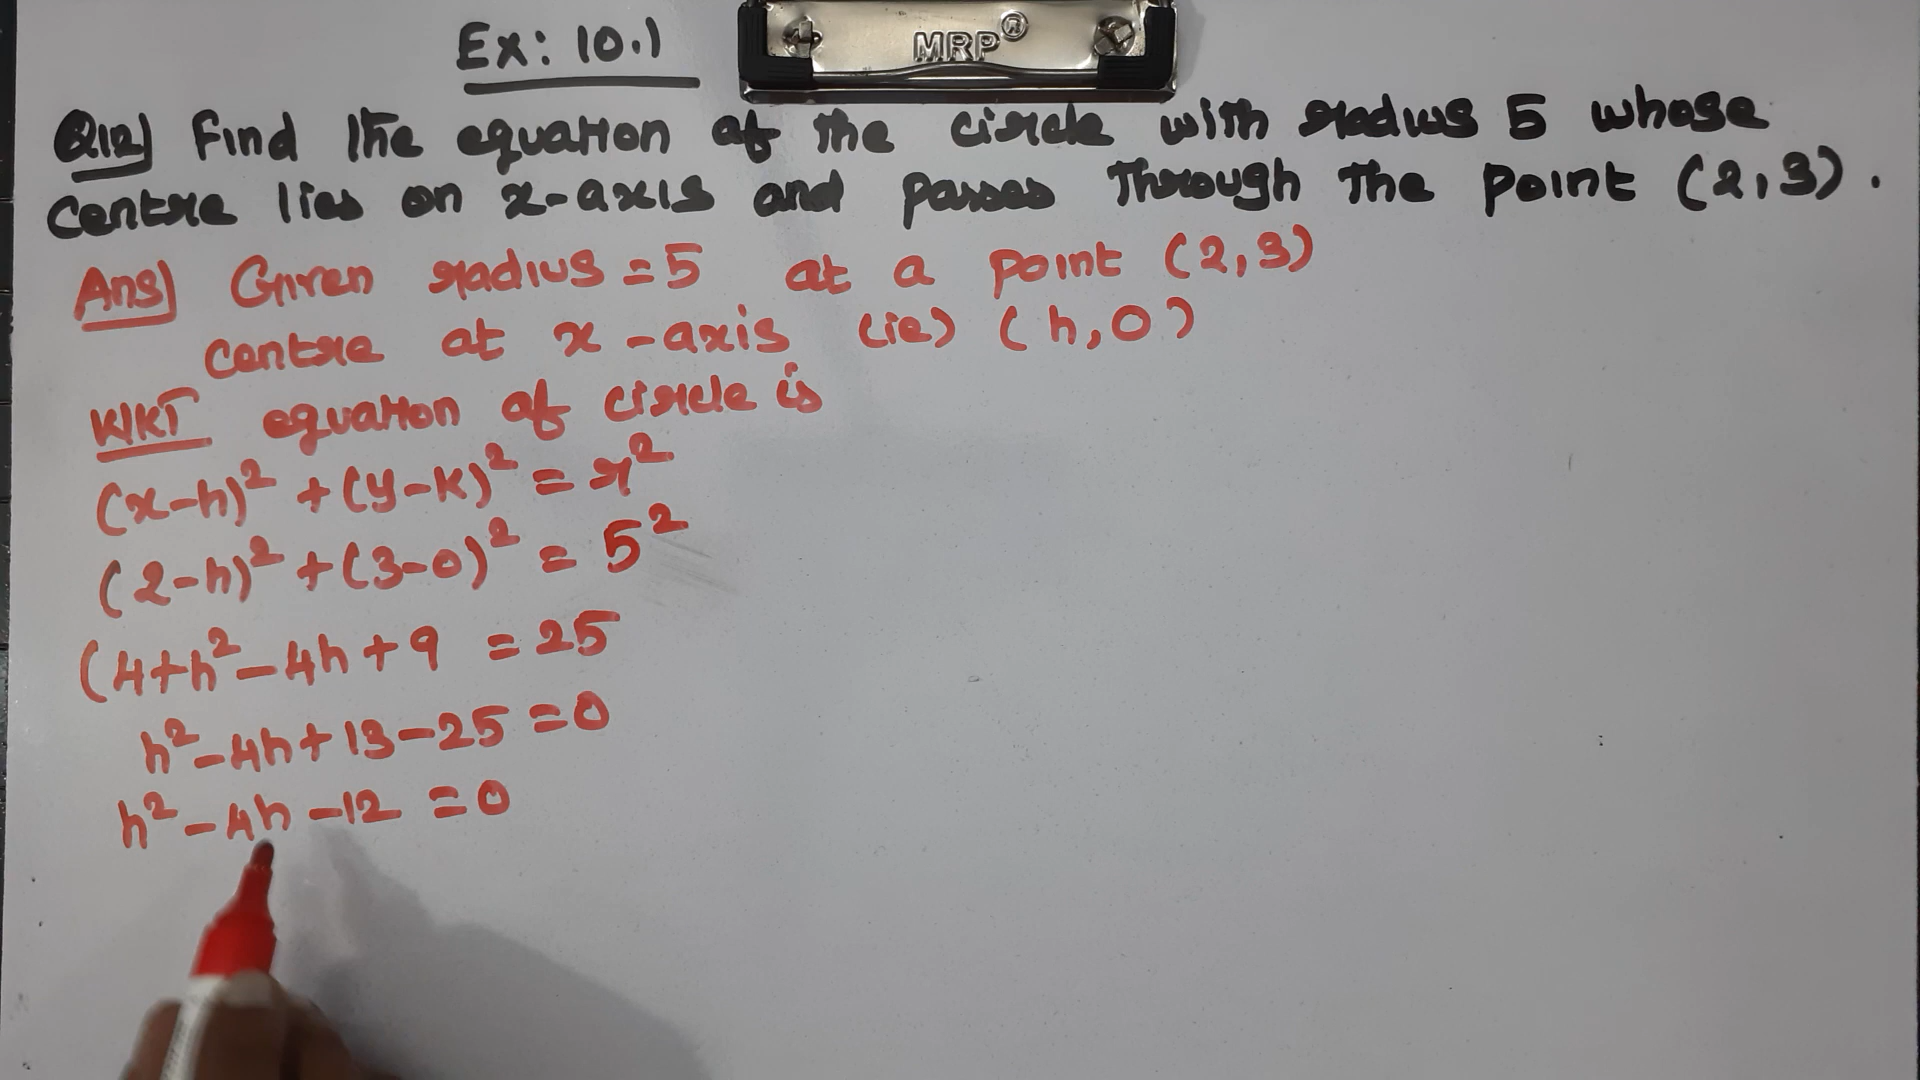 Ex: 10.1
MRP®
Q12) Find the equation of the circle with radius 5 whose
centre lies on x-axis and passes through the point (2,3).
Ans) Given radius = 5 at a point (2,3)
centre at x-axis (ie) (h,0)
WKT equation of circle is
(x-h)² + (y-k)² = r²
(2-h)² + (3-0)² = 5²
(4+h²-4h+9 = 25
h²-4h+13-25=0
h²-4h-12=0